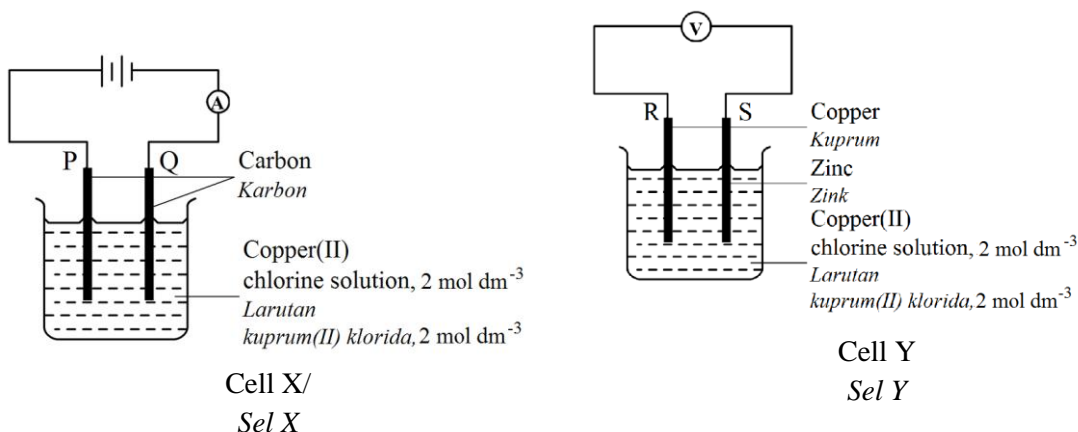 A
P
Q
Carbon
Karbon
Copper(II)
chlorine solution, 2 mol dm⁻³
Larutan
kuprum(II) klorida, 2 mol dm⁻³
Cell X/
Sel X
V
R
S
Copper
Kuprum
Zinc
Zink
Copper(II)
chlorine solution, 2 mol dm⁻³
Larutan
kuprum(II) klorida, 2 mol dm⁻³
Cell Y
Sel Y